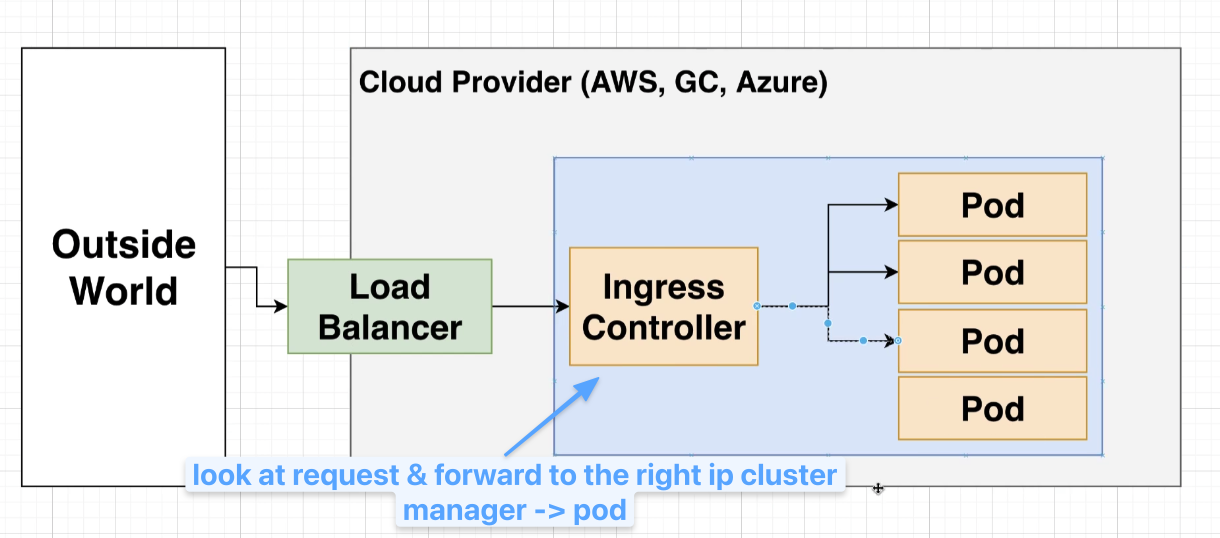 Cloud Provider (AWS, GC, Azure)
Outside
World
Load
Balancer
Ingress
Controller
Pod
Pod
Pod
Pod
look at request & forward to the right ip cluster
manager -> pod